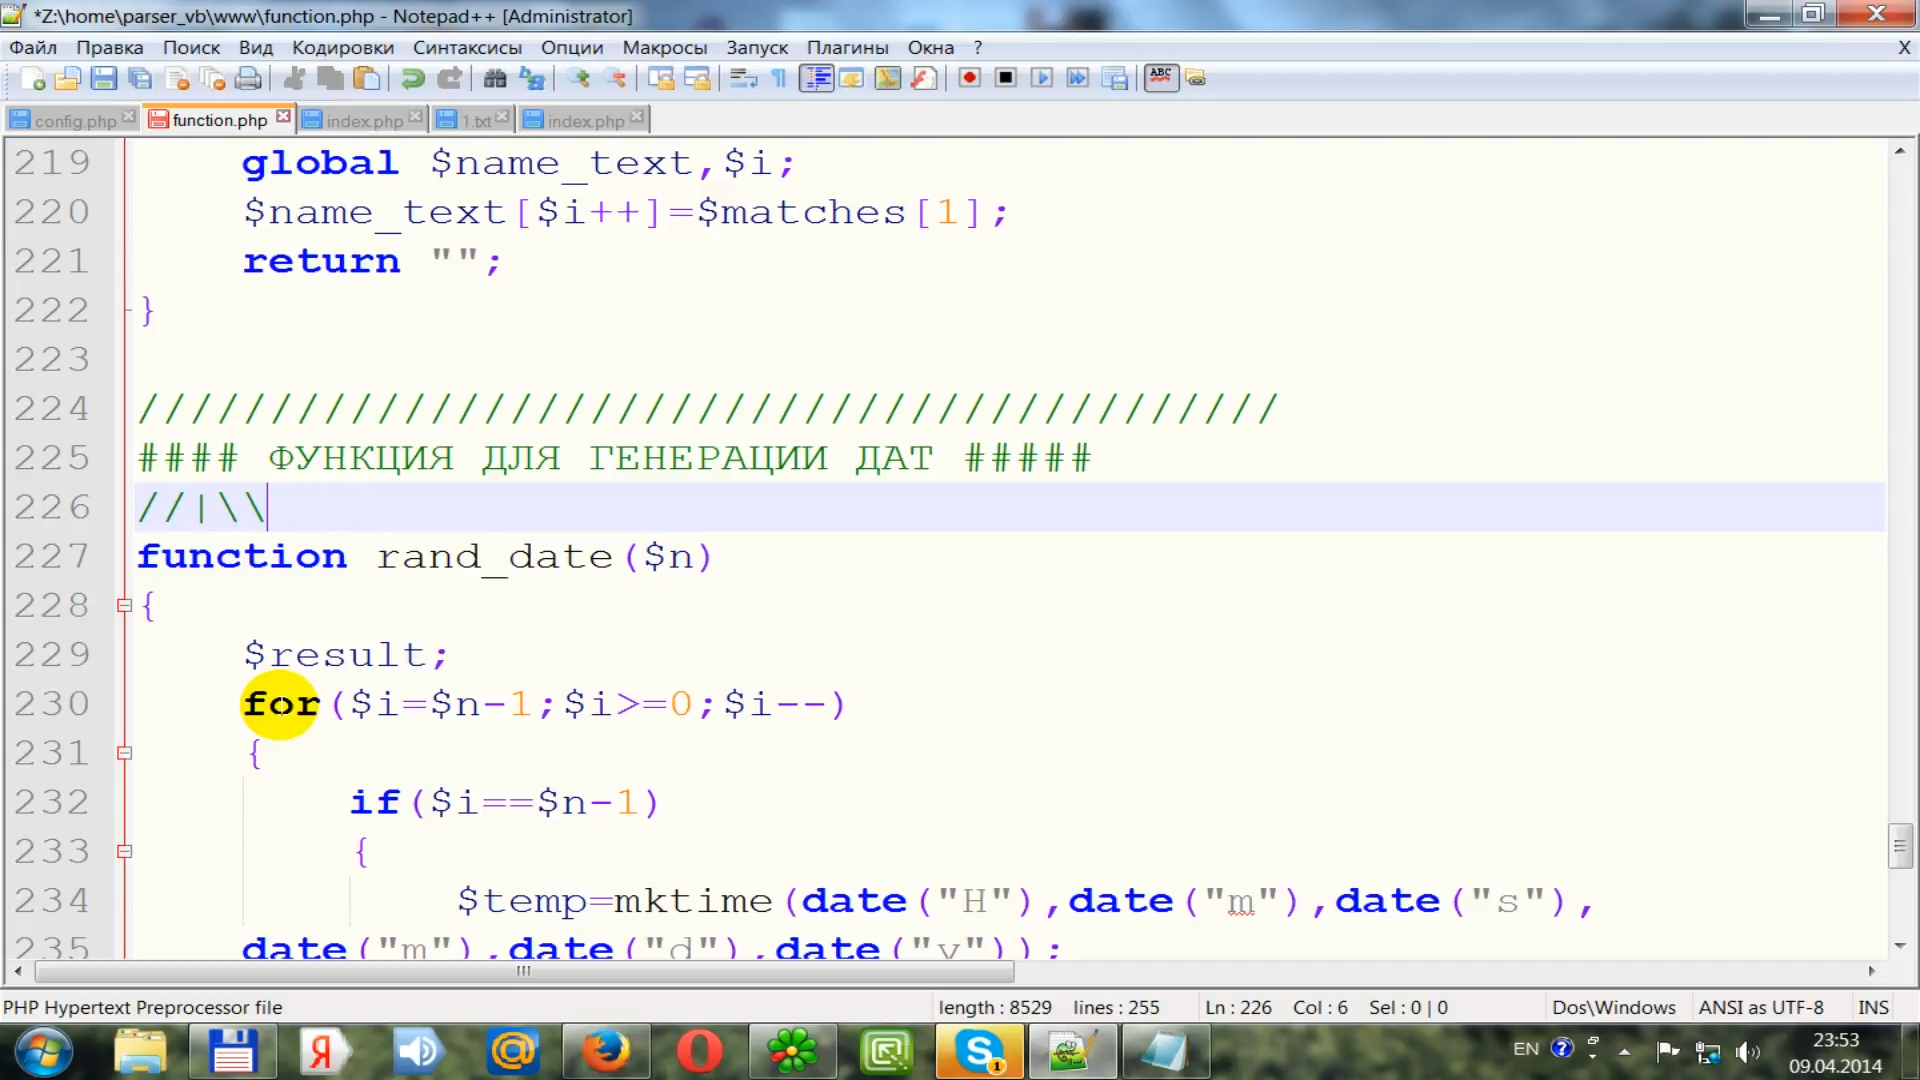 *Z:\home\parser_vb\www\function.php - Notepad++ [Administrator]
Файл Правка Поиск Вид Кодировки Синтаксисы Опции Макросы Запуск Плагины Окна ? X
ABC
config.php function.php index.php 1.txt index.php
219 global $name_text,$i;
220 $name_text[$i++]=$matches[1];
221 return "";
222 }
223
224 ///////////////////////////////////////////
225 #### ФУНКЦИЯ ДЛЯ ГЕНЕРАЦИИ ДАТ #####
226 //|\\
227 function rand_date($n)
228 {
229 $result;
230 for($i=$n-1;$i>=0;$i--)
231 {
232 if($i==$n-1)
233 {
234 $temp=mktime(date("H"),date("m"),date("s"),
235 date("m"),date("d"),date("y"));
PHP Hypertext Preprocessor file length : 8529 lines : 255 Ln : 226 Col : 6 Sel : 0 | 0 Dos\Windows ANSI as UTF-8 INS
EN 23:53
09.04.2014